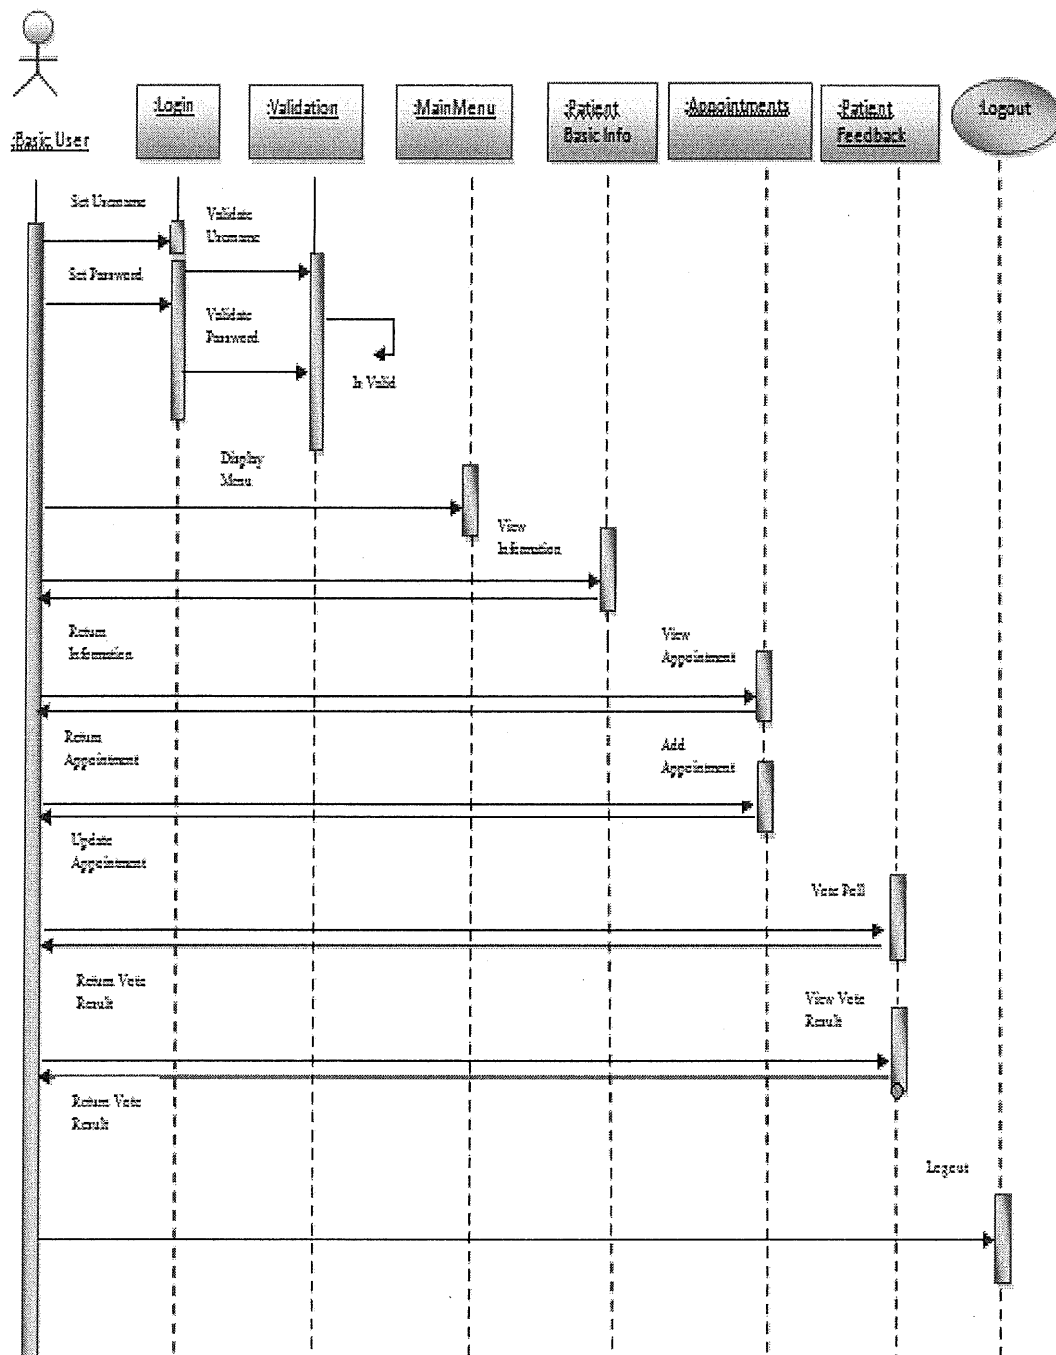 :Basic User
:Login
:Validation
:MainMenu
:Patient
Basic Info
:Appointments
:Patient
Feedback
:Logout
Set Username
Validate
Username
Set Password
Validate
Password
Is Valid
Display
Menu
View
Information
Return
Information
View
Appointment
Return
Appointment
Add
Appointment
Update
Appointment
Vote Poll
Return Vote
Result
View Vote
Result
Return Vote
Result
Logout